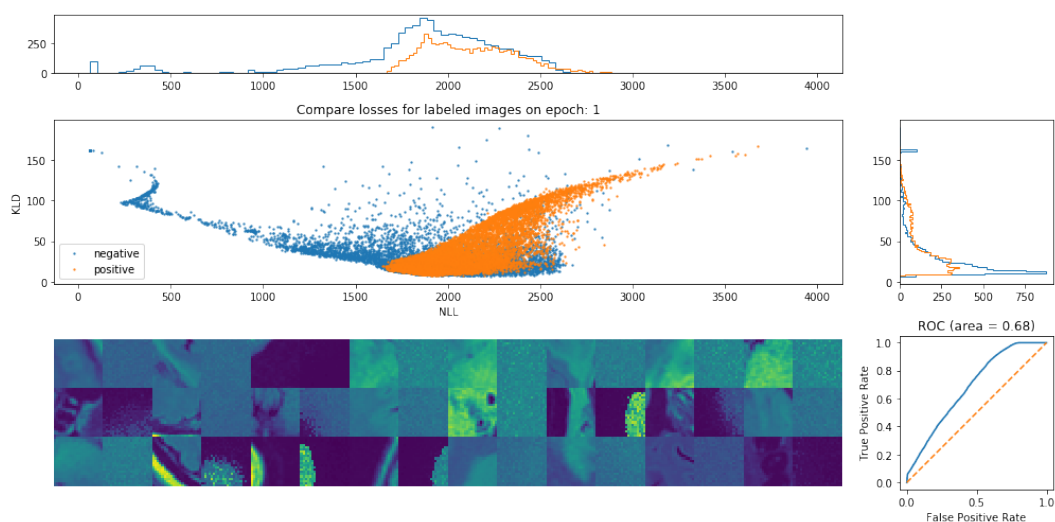 250
0
0 500 1000 1500 2000 2500 3000 3500 4000
Compare losses for labeled images on epoch: 1
KLD
150
100
50
0
negative
positive
0 500 1000 1500 2000 2500 3000 3500 4000
NLL
150
100
50
0
0 250 500 750
ROC (area = 0.68)
True Positive Rate
1.0
0.8
0.6
0.4
0.2
0.0
0.0 0.5 1.0
False Positive Rate